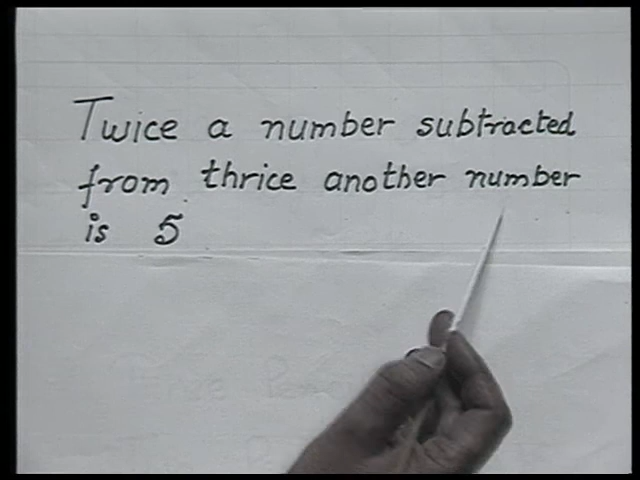 Twice a number subtracted
from thrice another number
is 5